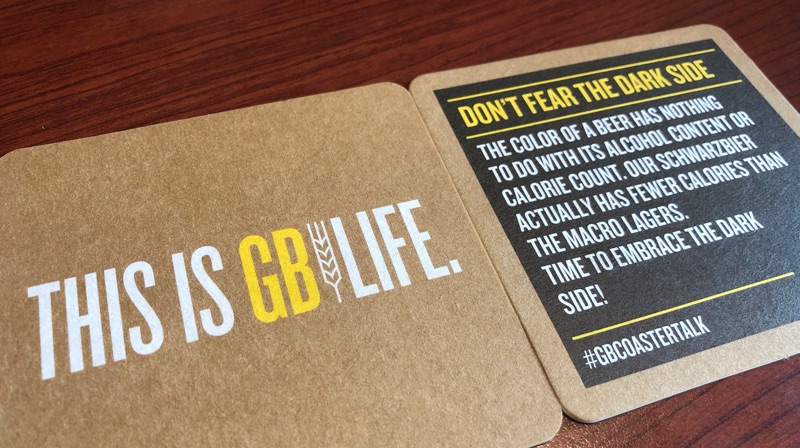 THIS IS GB LIFE.
DON'T FEAR THE DARK SIDE
THE COLOR OF A BEER HAS NOTHING
TO DO WITH ITS ALCOHOL CONTENT OR
CALORIE COUNT. OUR SCHWARZBIER
ACTUALLY HAS FEWER CALORIES THAN
THE MACRO LAGERS.
TIME TO EMBRACE THE DARK
SIDE!
#GBCOASTERTALK